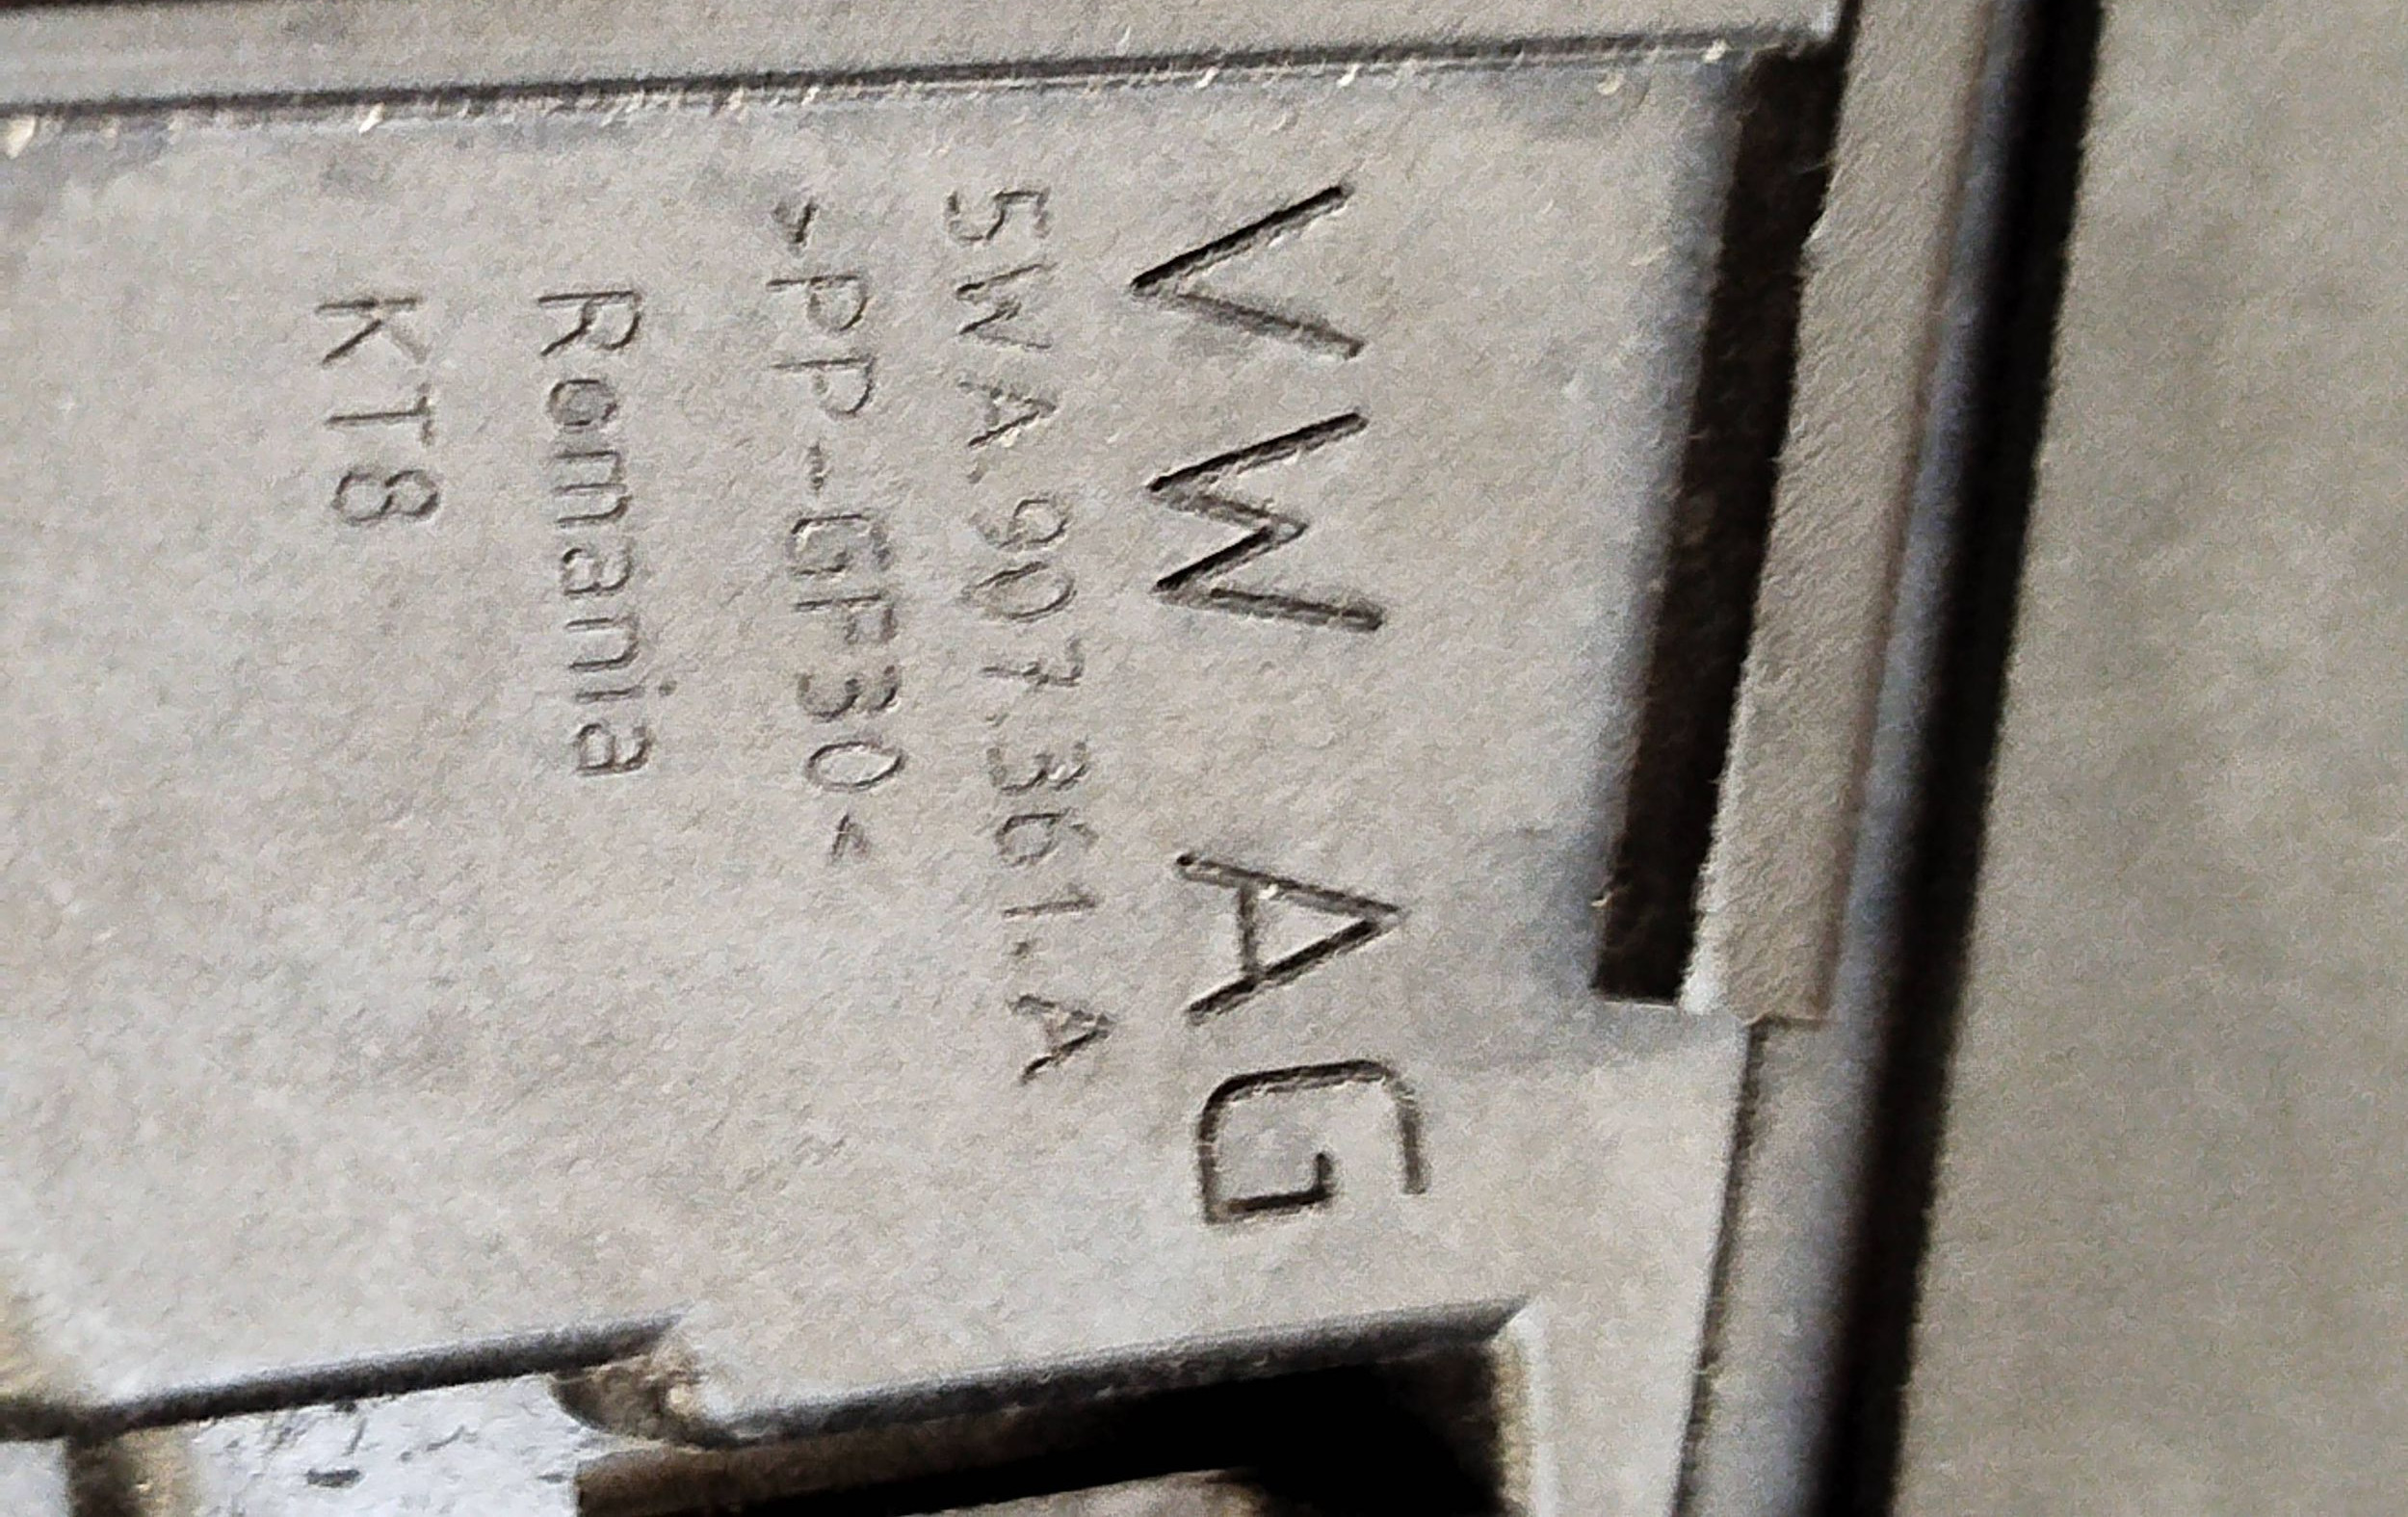 VW AG
5WA.907.361.A
>PP-GF30<
Romania
KT8